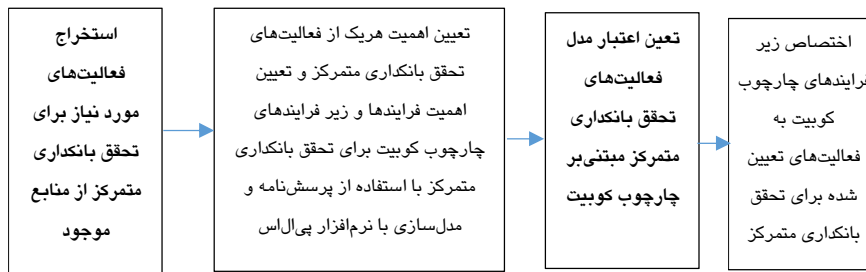 استخراج
فعالیت‌های
مورد نیاز برای
تحقق بانکداری
متمرکز از منابع
موجود
تعیین اهمیت هریک از فعالیت‌های
تحقق بانکداری متمرکز و تعیین
اهمیت فرایندها و زیر فرایندهای
چارچوب کوبیت برای تحقق بانکداری
متمرکز با استفاده از پرسش‌نامه و
مدل‌سازی با نرم‌افزار پی‌ال‌اس
تعین اعتبار مدل
فعالیت‌های
تحقق بانکداری
متمرکز مبتنی‌بر
چارچوب کوبیت
اختصاص زیر
فرایندهای چارچوب
کوبیت به
فعالیت‌های تعیین
شده برای تحقق
بانکداری متمرکز